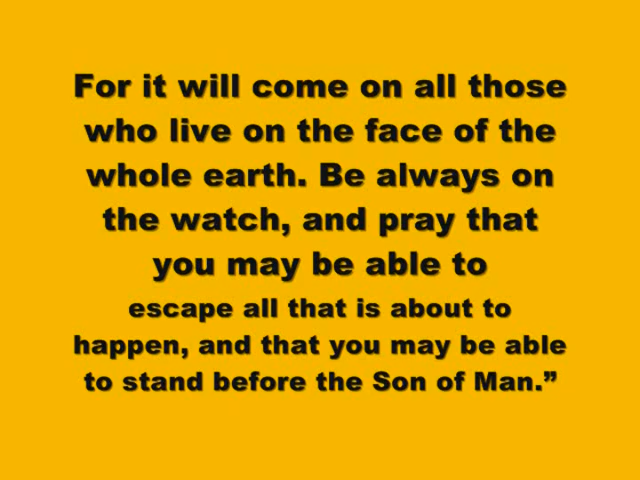 For it will come on all those
who live on the face of the
whole earth. Be always on
the watch, and pray that
you may be able to
escape all that is about to
happen, and that you may be able
to stand before the Son of Man.”